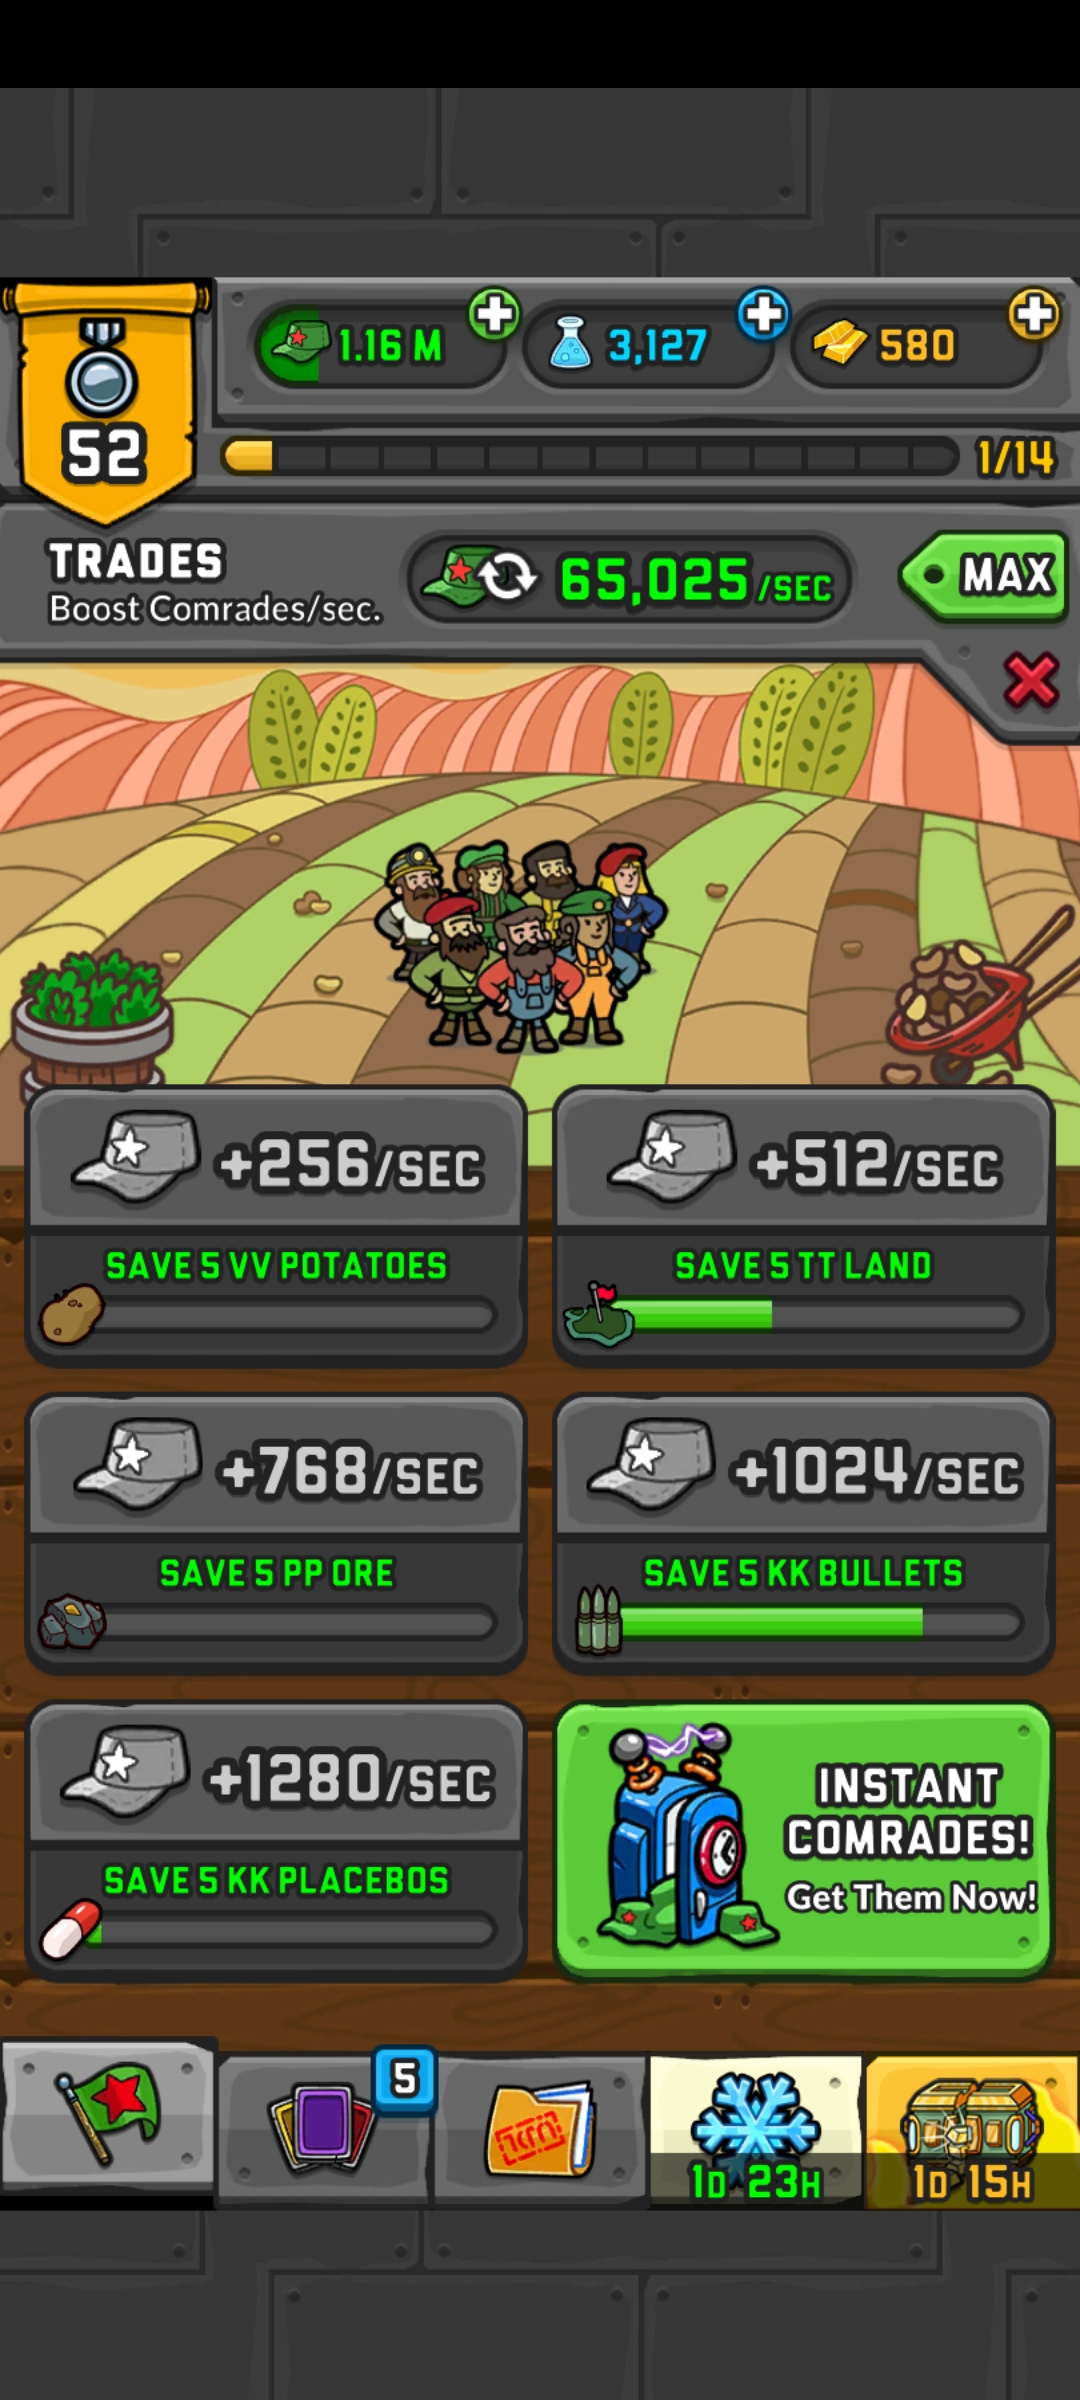 1.16 M
3,127
580
52
1/14
TRADES
Boost Comrades/sec.
65,025/SEC
MAX
+256/SEC
SAVE 5 VV POTATOES
+512/SEC
SAVE 5 TT LAND
+768/SEC
SAVE 5 PP ORE
+1024/SEC
SAVE 5 KK BULLETS
+1280/SEC
SAVE 5 KK PLACEBOS
INSTANT
COMRADES!
Get Them Now!
5
1D 23H
1D 15H